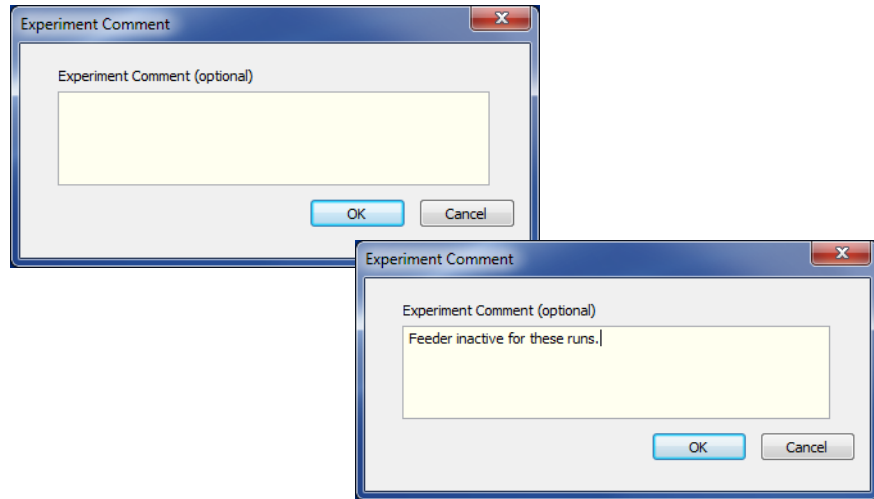 Experiment Comment
Experiment Comment (optional)
OK
Cancel
Experiment Comment
Experiment Comment (optional)
Feeder inactive for these runs.
OK
Cancel